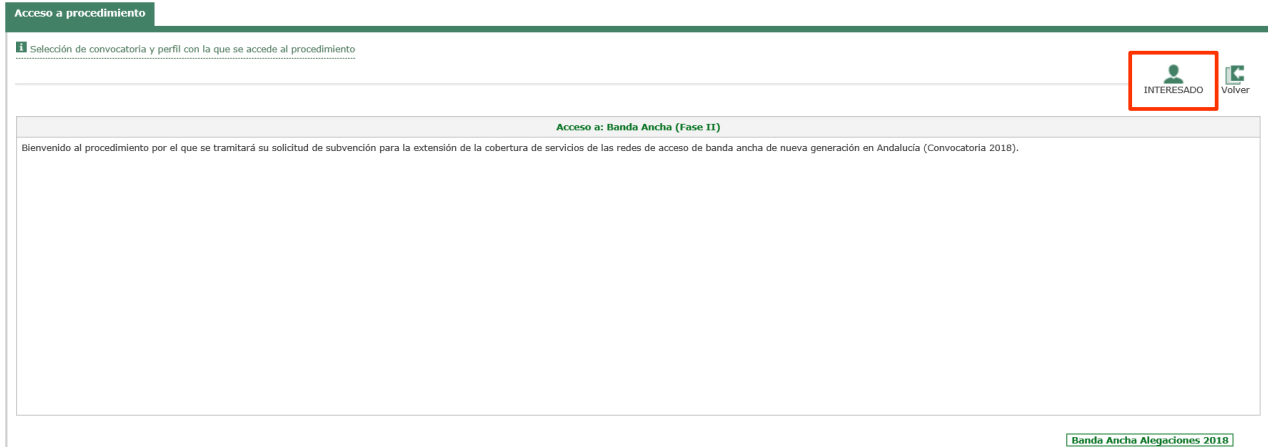 Acceso a procedimiento
i Selección de convocatoria y perfil con la que se accede al procedimiento
INTERESADO Volver
Acceso a: Banda Ancha (Fase II)
Bienvenido al procedimiento por el que se tramitará su solicitud de subvención para la extensión de la cobertura de servicios de las redes de acceso de banda ancha de nueva generación en Andalucía (Convocatoria 2018).
Banda Ancha Alegaciones 2018